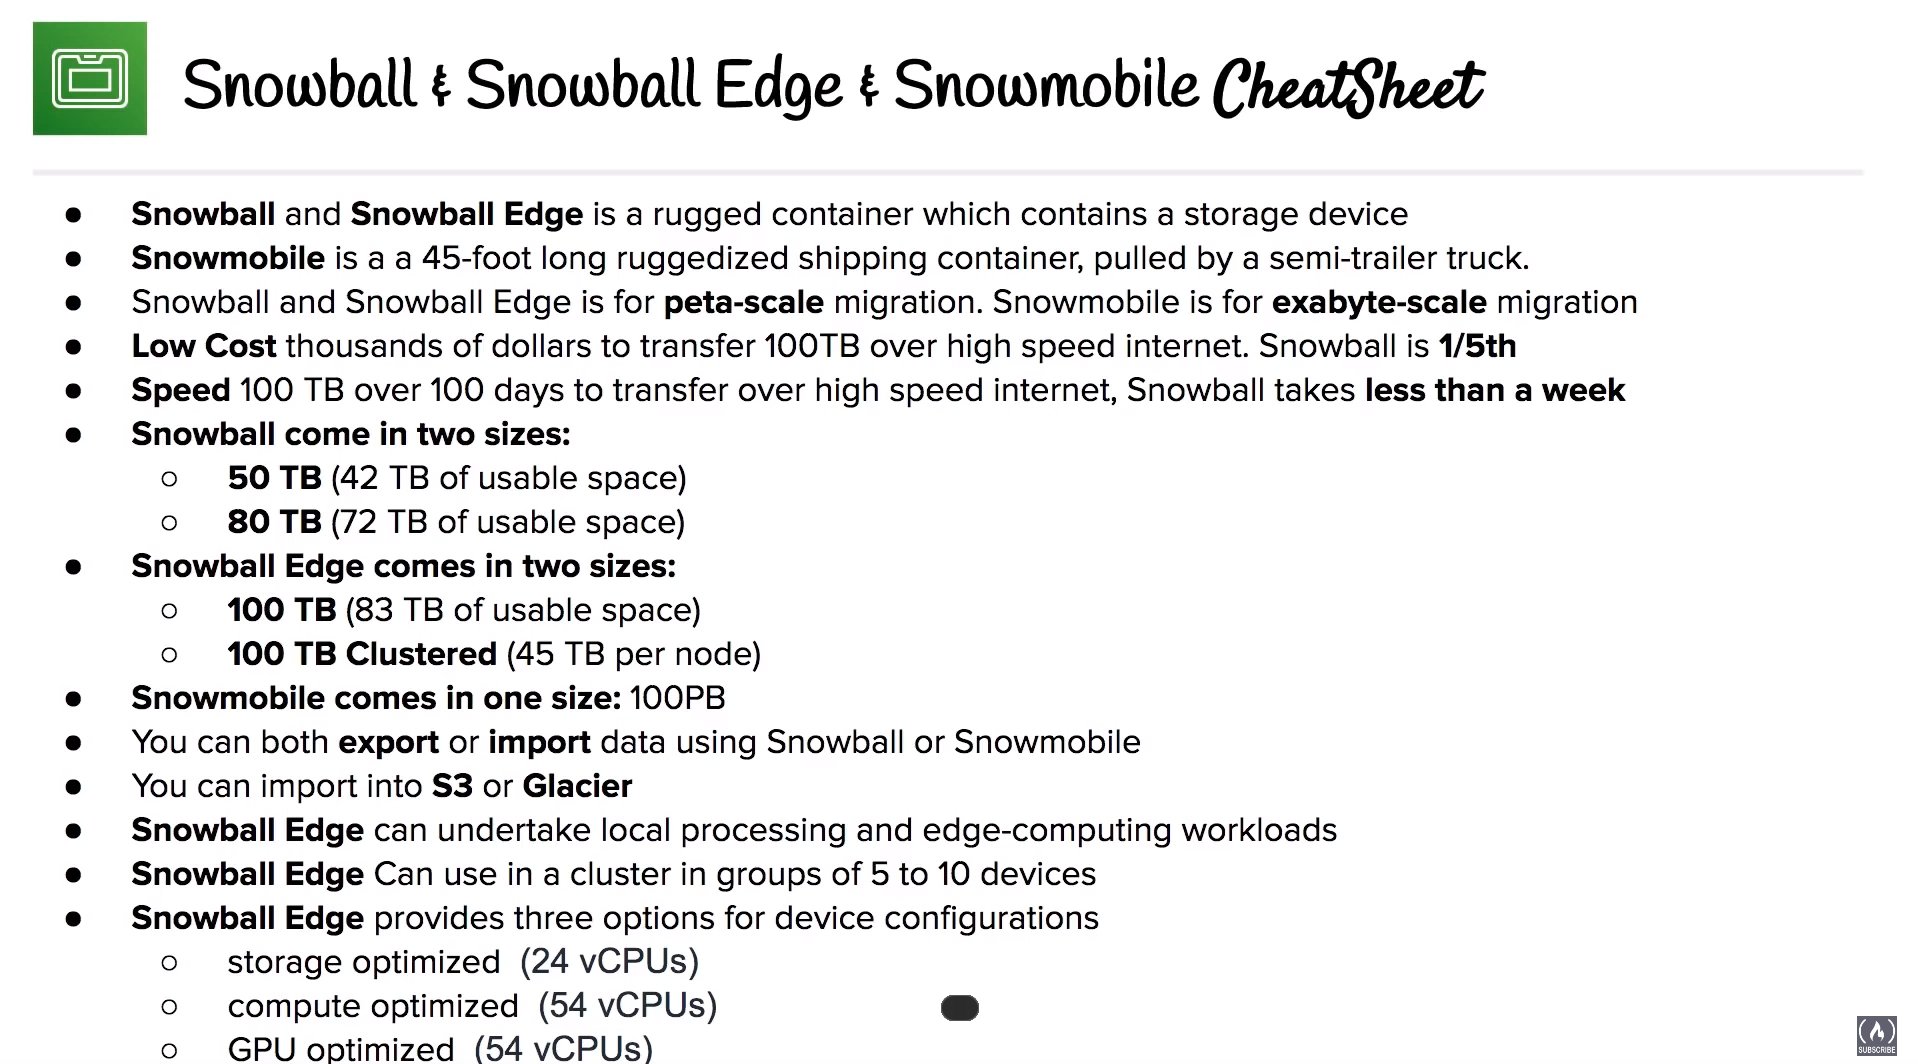 Snowball & Snowball Edge & Snowmobile CheatSheet
● Snowball and Snowball Edge is a rugged container which contains a storage device
● Snowmobile is a a 45-foot long ruggedized shipping container, pulled by a semi-trailer truck.
● Snowball and Snowball Edge is for peta-scale migration. Snowmobile is for exabyte-scale migration
● Low Cost thousands of dollars to transfer 100TB over high speed internet. Snowball is 1/5th
● Speed 100 TB over 100 days to transfer over high speed internet, Snowball takes less than a week
● Snowball come in two sizes:
○ 50 TB (42 TB of usable space)
○ 80 TB (72 TB of usable space)
● Snowball Edge comes in two sizes:
○ 100 TB (83 TB of usable space)
○ 100 TB Clustered (45 TB per node)
● Snowmobile comes in one size: 100PB
● You can both export or import data using Snowball or Snowmobile
● You can import into S3 or Glacier
● Snowball Edge can undertake local processing and edge-computing workloads
● Snowball Edge Can use in a cluster in groups of 5 to 10 devices
● Snowball Edge provides three options for device configurations
○ storage optimized (24 vCPUs)
○ compute optimized (54 vCPUs)
○ GPU optimized (54 vCPUs)
SUBSCRIBE